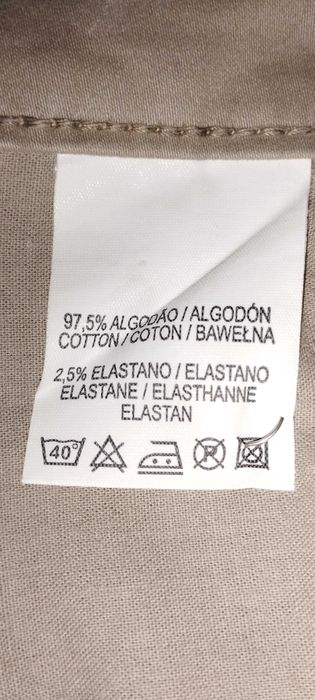 97,5% ALGODÃO / ALGODÓN
COTTON / COTON / BAWEŁNA
2,5% ELASTANO / ELASTANO
ELASTANE / ELASTHANNE
ELASTAN
40°